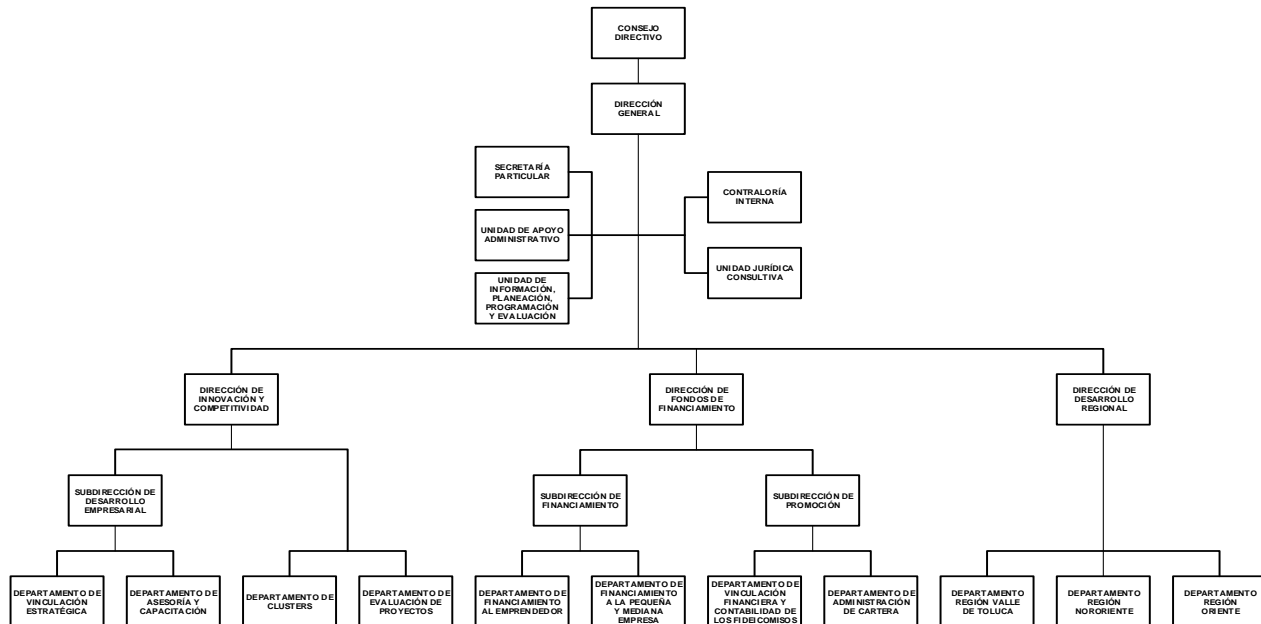 CONSEJO
DIRECTIVO
DIRECCIÓN
GENERAL
SECRETARÍA
PARTICULAR
CONTRALORÍA
INTERNA
UNIDAD DE APOYO
ADMINISTRATIVO
UNIDAD JURÍDICA
CONSULTIVA
UNIDAD DE
INFORMACIÓN,
PLANEACIÓN,
PROGRAMACIÓN
Y EVALUACIÓN
DIRECCIÓN DE
INNOVACIÓN Y
COMPETITIVIDAD
DIRECCIÓN DE
FONDOS DE
FINANCIAMIENTO
DIRECCIÓN DE
DESARROLLO
REGIONAL
SUBDIRECCIÓN DE
DESARROLLO
EMPRESARIAL
SUBDIRECCIÓN DE
FINANCIAMIENTO
SUBDIRECCIÓN DE
PROMOCIÓN
DEPARTAMENTO DE
VINCULACIÓN
ESTRATÉGICA
DEPARTAMENTO DE
ASESORÍA Y
CAPACITACIÓN
DEPARTAMENTO DE
CLUSTERS
DEPARTAMENTO DE
EVALUACIÓN DE
PROYECTOS
DEPARTAMENTO DE
FINANCIAMIENTO
AL EMPRENDEDOR
DEPARTAMENTO DE
FINANCIAMIENTO
A LA PEQUEÑA
Y MEDIANA
EMPRESA
DEPARTAMENTO DE
VINCULACIÓN
FINANCIERA Y
CONTABILIDAD DE
LOS FIDEICOMISOS
DEPARTAMENTO DE
ADMINISTRACIÓN
DE CARTERA
DEPARTAMENTO
REGIÓN VALLE
DE TOLUCA
DEPARTAMENTO
REGIÓN
NORORIENTE
DEPARTAMENTO
REGIÓN
ORIENTE